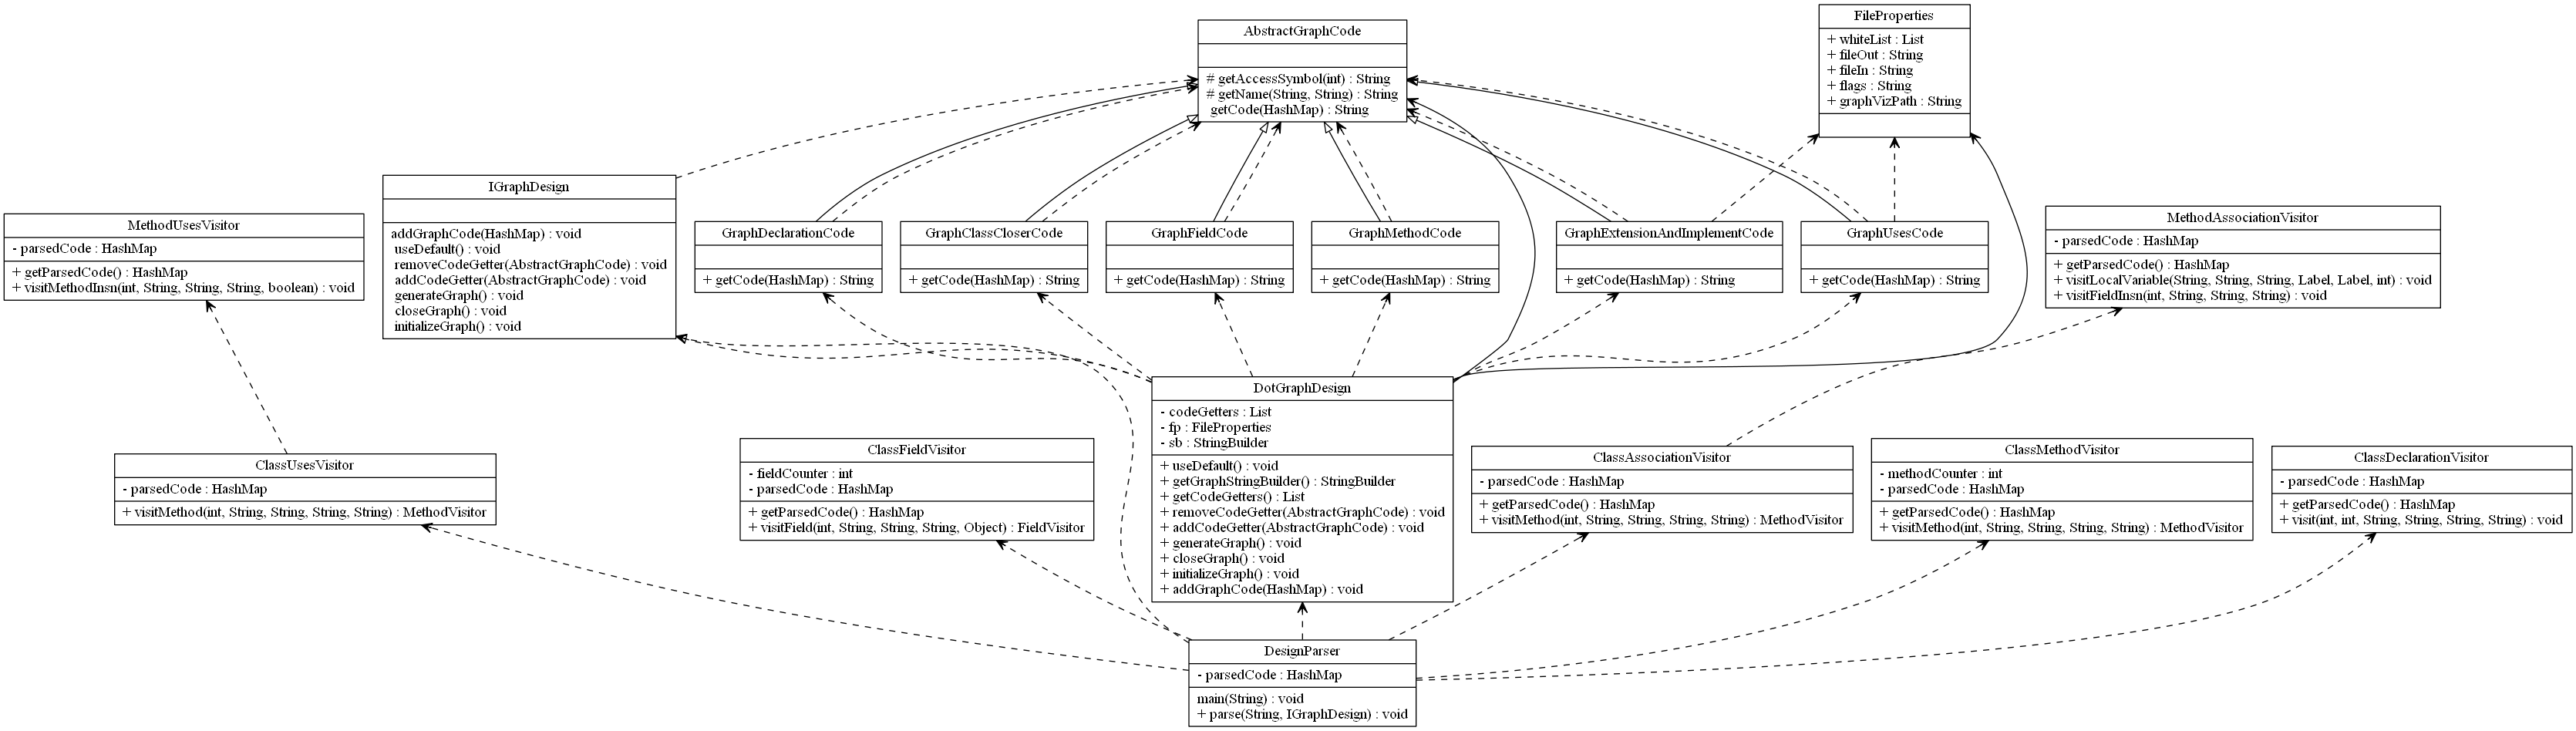 AbstractGraphCode
# getAccessSymbol(int) : String
# getName(String, String) : String
getCode(HashMap) : String
FileProperties
+ whiteList : List
+ fileOut : String
+ fileIn : String
+ flags : String
+ graphVizPath : String
MethodUsesVisitor
- parsedCode : HashMap
+ getParsedCode() : HashMap
+ visitMethodInsn(int, String, String, String, boolean) : void
IGraphDesign
addGraphCode(HashMap) : void
useDefault() : void
removeCodeGetter(AbstractGraphCode) : void
addCodeGetter(AbstractGraphCode) : void
generateGraph() : void
closeGraph() : void
initializeGraph() : void
GraphDeclarationCode
+ getCode(HashMap) : String
GraphClassCloserCode
+ getCode(HashMap) : String
GraphFieldCode
+ getCode(HashMap) : String
GraphMethodCode
+ getCode(HashMap) : String
GraphExtensionAndImplementCode
+ getCode(HashMap) : String
GraphUsesCode
+ getCode(HashMap) : String
MethodAssociationVisitor
- parsedCode : HashMap
+ getParsedCode() : HashMap
+ visitLocalVariable(String, String, String, Label, Label, int) : void
+ visitFieldInsn(int, String, String, String) : void
ClassUsesVisitor
- parsedCode : HashMap
+ visitMethod(int, String, String, String, String) : MethodVisitor
ClassFieldVisitor
- fieldCounter : int
- parsedCode : HashMap
+ getParsedCode() : HashMap
+ visitField(int, String, String, String, Object) : FieldVisitor
DotGraphDesign
- codeGetters : List
- fp : FileProperties
- sb : StringBuilder
+ useDefault() : void
+ getGraphStringBuilder() : StringBuilder
+ getCodeGetters() : List
+ removeCodeGetter(AbstractGraphCode) : void
+ addCodeGetter(AbstractGraphCode) : void
+ generateGraph() : void
+ closeGraph() : void
+ initializeGraph() : void
+ addGraphCode(HashMap) : void
ClassAssociationVisitor
- parsedCode : HashMap
+ getParsedCode() : HashMap
+ visitMethod(int, String, String, String, String) : MethodVisitor
ClassMethodVisitor
- methodCounter : int
- parsedCode : HashMap
+ getParsedCode() : HashMap
+ visitMethod(int, String, String, String, String) : MethodVisitor
ClassDeclarationVisitor
- parsedCode : HashMap
+ getParsedCode() : HashMap
+ visit(int, int, String, String, String, String) : void
DesignParser
- parsedCode : HashMap
main(String) : void
+ parse(String, IGraphDesign) : void